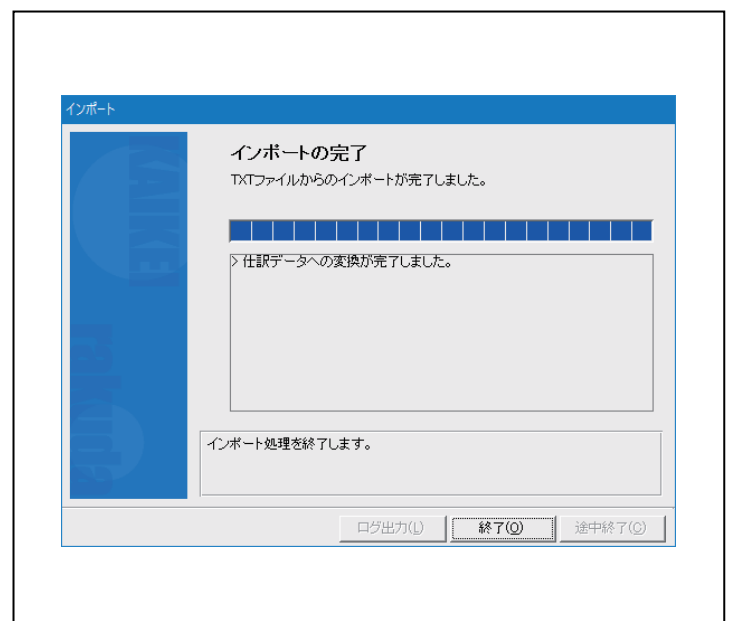 インポート
インポートの完了
TXTファイルからのインポートが完了しました。
> 仕訳データへの変換が完了しました。
インポート処理を終了します。
ログ出力(L)
終了(O)
途中終了(C)
KAIKEI
rakuda